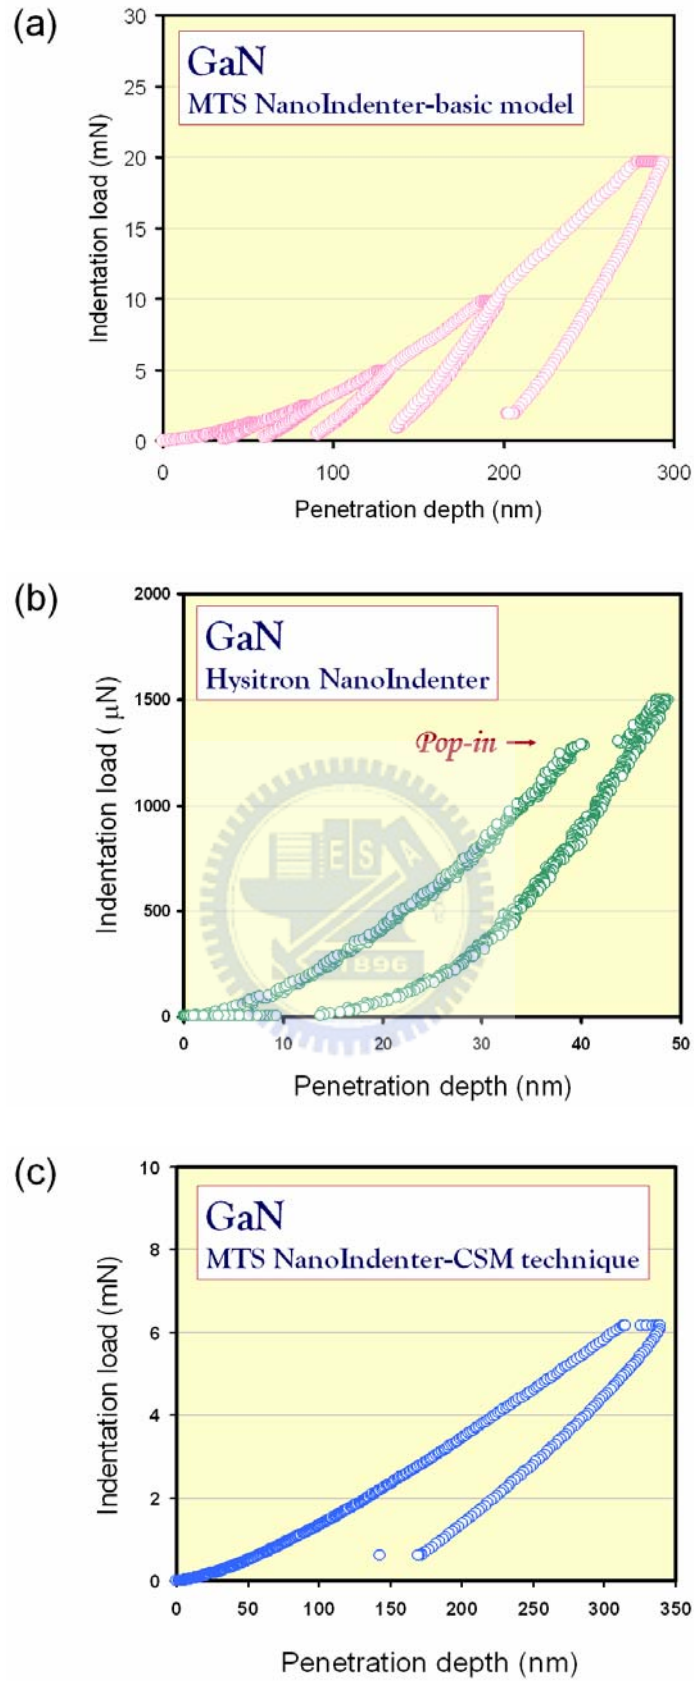 (a)
30
GaN
MTS NanoIndenter-basic model
25
20
15
10
5
0
Indentation load (mN)
0 100 200 300
Penetration depth (nm)
(b)
2000
GaN
Hysitron NanoIndenter
1500
Pop-in
1000
500
0
Indentation load ( μN)
ESA
1896
0 10 20 30 40 50
Penetration depth (nm)
(c)
10
GaN
MTS NanoIndenter-CSM technique
8
6
4
2
0
Indentation load (mN)
0 50 100 150 200 250 300 350
Penetration depth (nm)